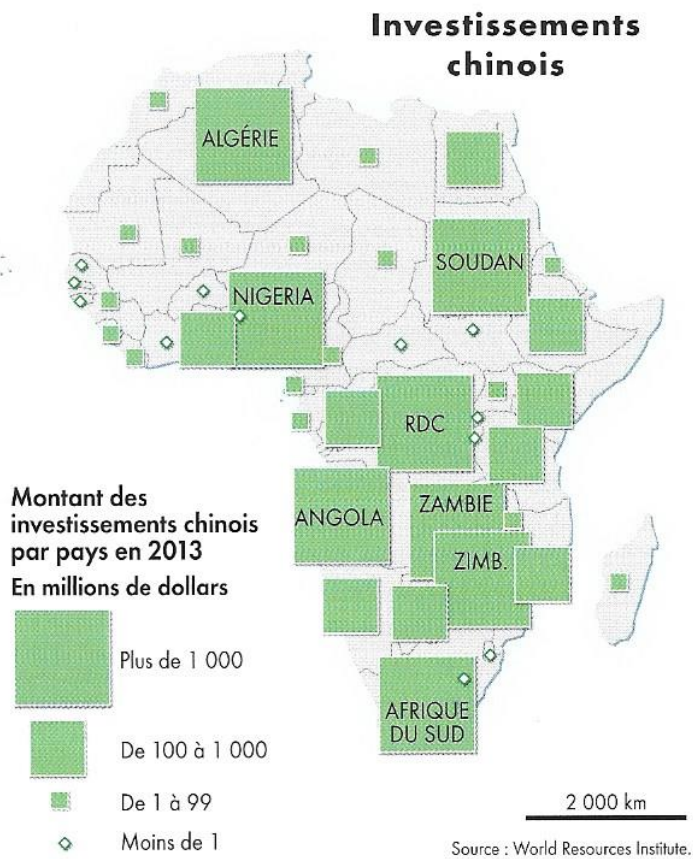 Investissements
chinois
ALGÉRIE
SOUDAN
NIGERIA
RDC
ANGOLA
ZAMBIE
ZIMB.
AFRIQUE
DU SUD
Montant des
investissements chinois
par pays en 2013
En millions de dollars
Plus de 1 000
De 100 à 1 000
De 1 à 99
Moins de 1
2 000 km
Source : World Resources Institute.